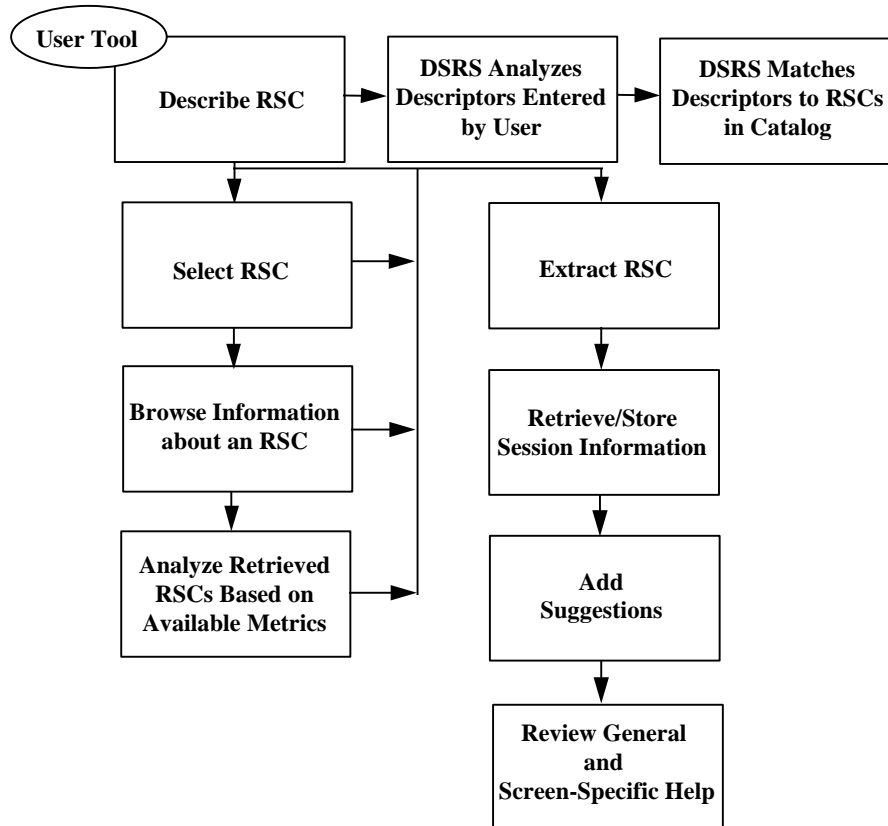 User Tool
Describe RSC
DSRS Analyzes
Descriptors Entered
by User
DSRS Matches
Descriptors to RSCs
in Catalog
Select RSC
Extract RSC
Browse Information
about an RSC
Retrieve/Store
Session Information
Analyze Retrieved
RSCs Based on
Available Metrics
Add
Suggestions
Review General
and
Screen-Specific Help